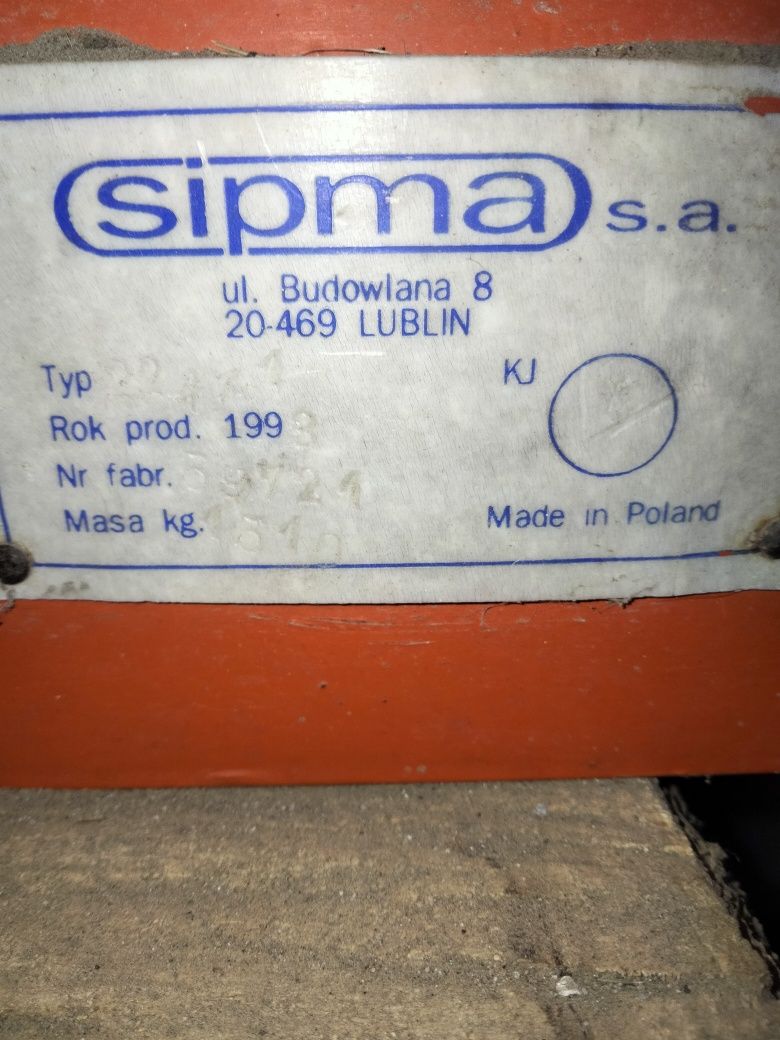 sipma s.a.
ul. Budowlana 8
20-469 LUBLIN
Typ
KJ
Rok prod. 199
Nr fabr.
Masa kg.
Made in Poland